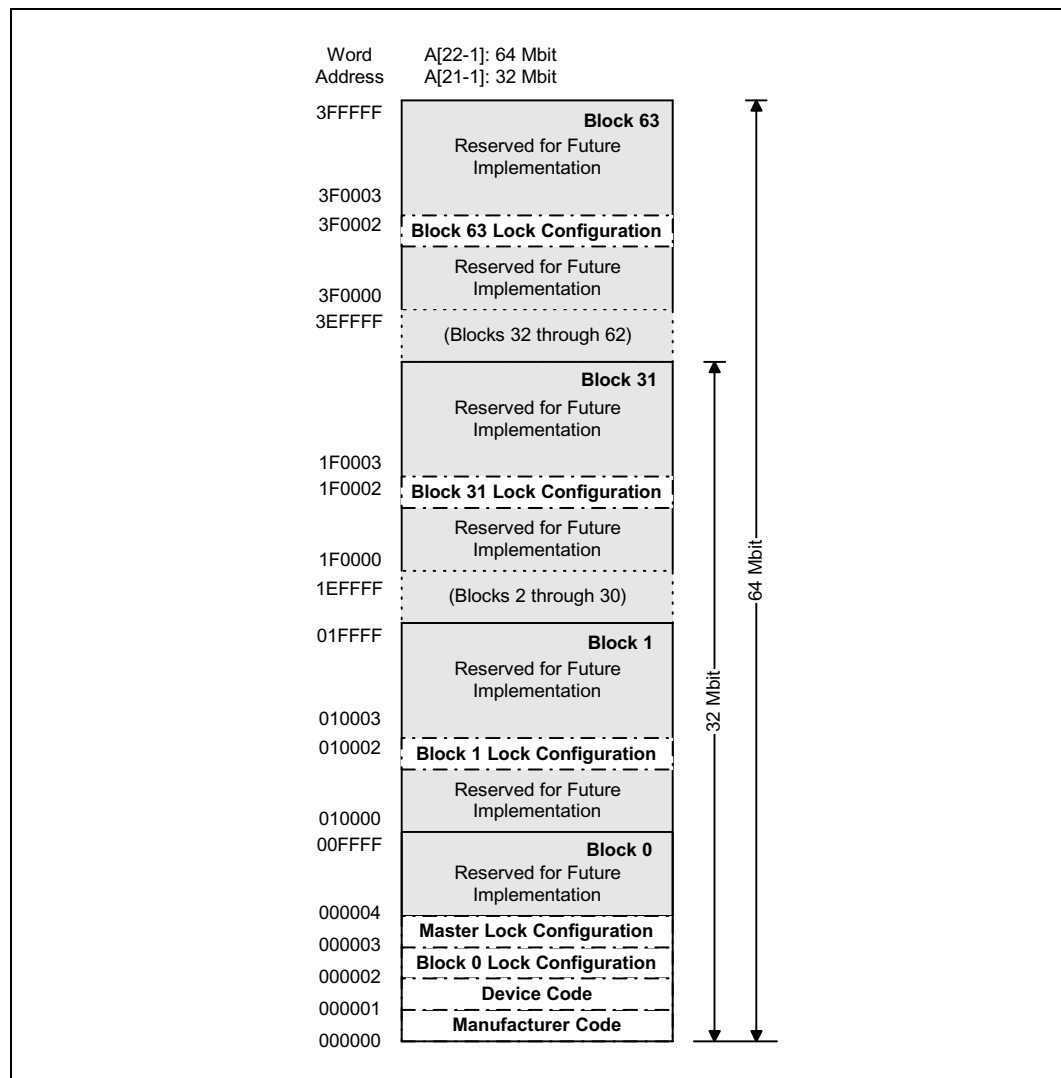 Word A[22-1]: 64 Mbit
Address A[21-1]: 32 Mbit
3FFFFF
Block 63
Reserved for Future
Implementation
3F0003
3F0002 Block 63 Lock Configuration
Reserved for Future
Implementation
3F0000
3EFFFF
(Blocks 32 through 62)
Block 31
Reserved for Future
Implementation
1F0003
1F0002 Block 31 Lock Configuration
Reserved for Future
Implementation
1F0000
1EFFFF
(Blocks 2 through 30)
01FFFF
Block 1
Reserved for Future
Implementation
010003
010002 Block 1 Lock Configuration
Reserved for Future
Implementation
010000
00FFFF
Block 0
Reserved for Future
Implementation
000004
Master Lock Configuration
000003
Block 0 Lock Configuration
000002
Device Code
000001
Manufacturer Code
000000
32 Mbit
64 Mbit